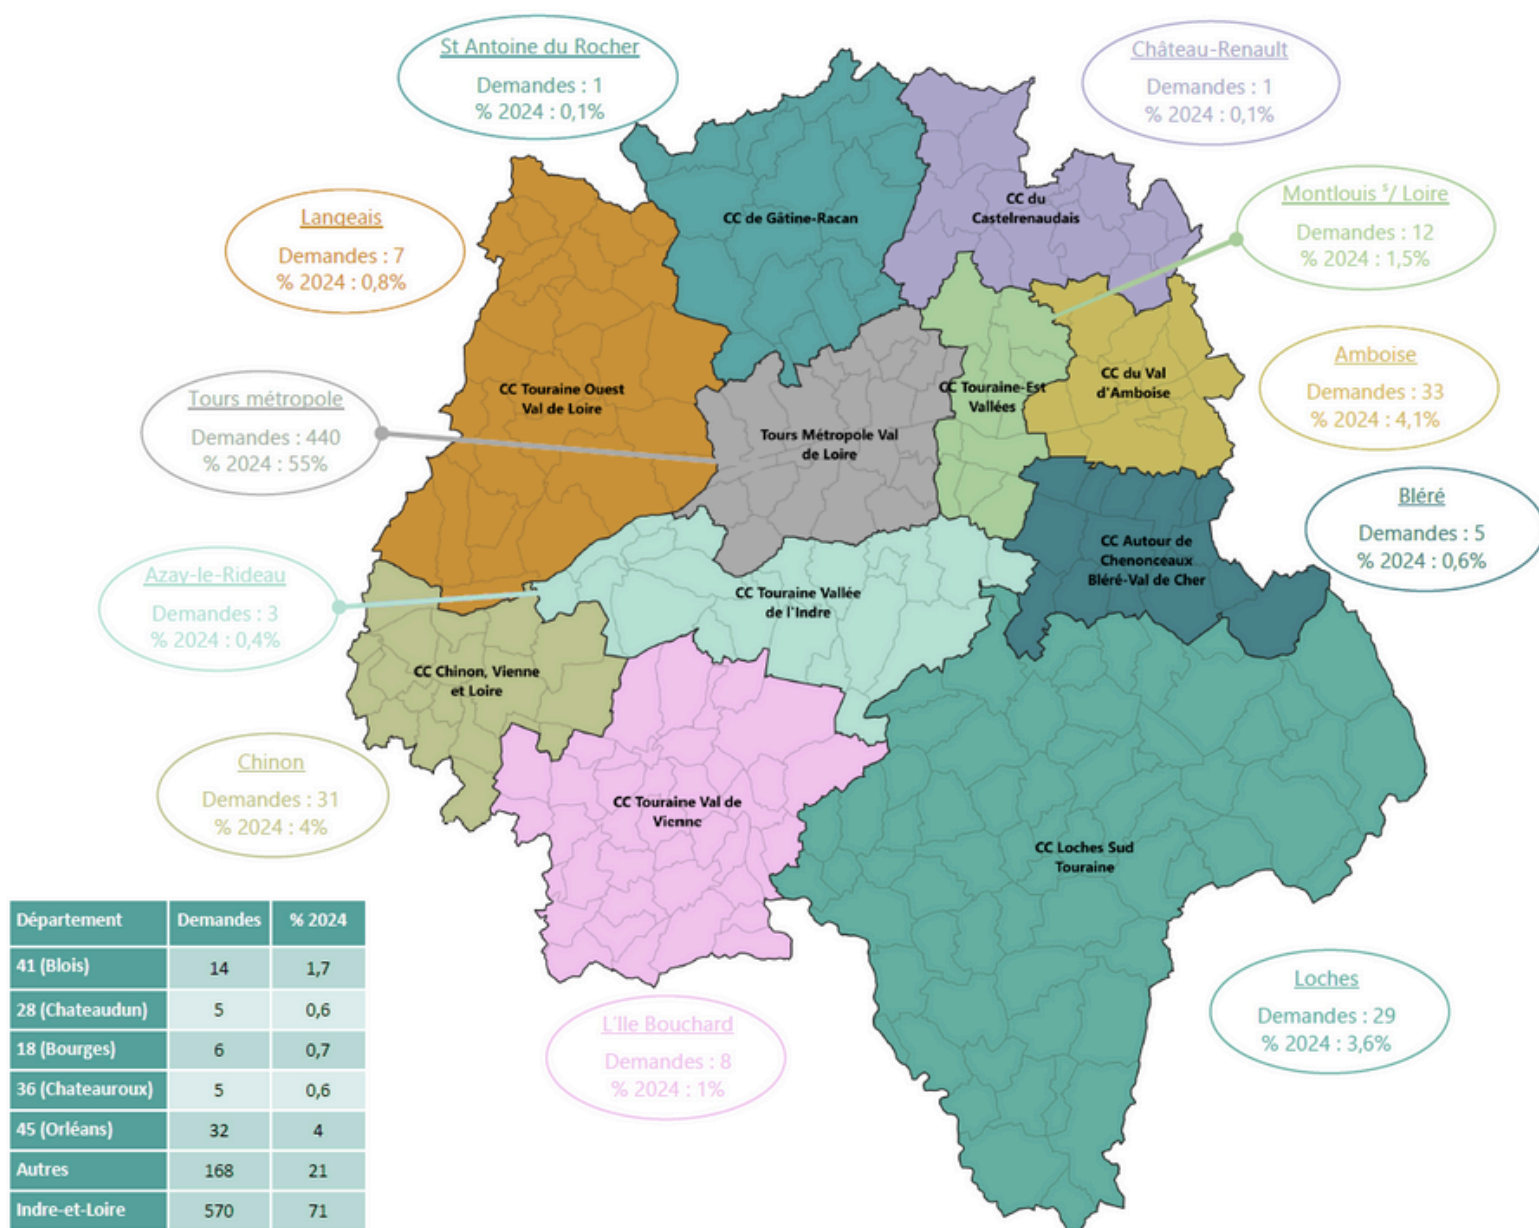 St Antoine du Rocher
Demandes : 1
% 2024 : 0,1%
Château-Renault
Demandes : 1
% 2024 : 0,1%
Langeais
Demandes : 7
% 2024 : 0,8%
Montlouis s/ Loire
Demandes : 12
% 2024 : 1,5%
Tours métropole
Demandes : 440
% 2024 : 55%
Amboise
Demandes : 33
% 2024 : 4,1%
Bléré
Demandes : 5
% 2024 : 0,6%
Azay-le-Rideau
Demandes : 3
% 2024 : 0,4%
Chinon
Demandes : 31
% 2024 : 4%
L'Ile Bouchard
Demandes : 8
% 2024 : 1%
Loches
Demandes : 29
% 2024 : 3,6%
CC de Gâtine-Racan
CC du
Castelrenaudais
CC Touraine Ouest
Val de Loire
CC Touraine-Est
Vallées
CC du Val
d'Amboise
Tours Métropole Val
de Loire
CC Autour de
Chenonceaux
Bléré-Val de Cher
CC Touraine Vallée
de l'Indre
CC Chinon, Vienne
et Loire
CC Touraine Val de
Vienne
CC Loches Sud
Touraine
Département Demandes % 2024
41 (Blois) 14 1,7
28 (Chateaudun) 5 0,6
18 (Bourges) 6 0,7
36 (Chateauroux) 5 0,6
45 (Orléans) 32 4
Autres 168 21
Indre-et-Loire 570 71